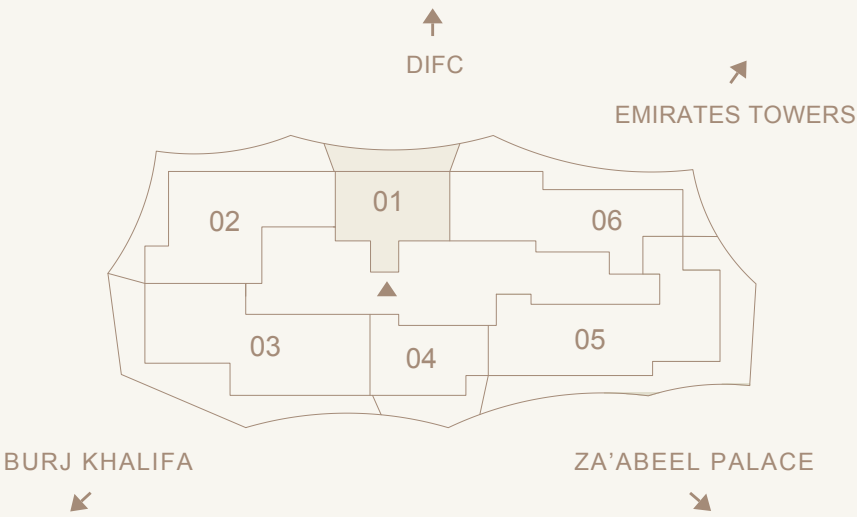 DIFC
EMIRATES TOWERS
01
02
06
03
04
05
BURJ KHALIFA
ZA'ABEEL PALACE